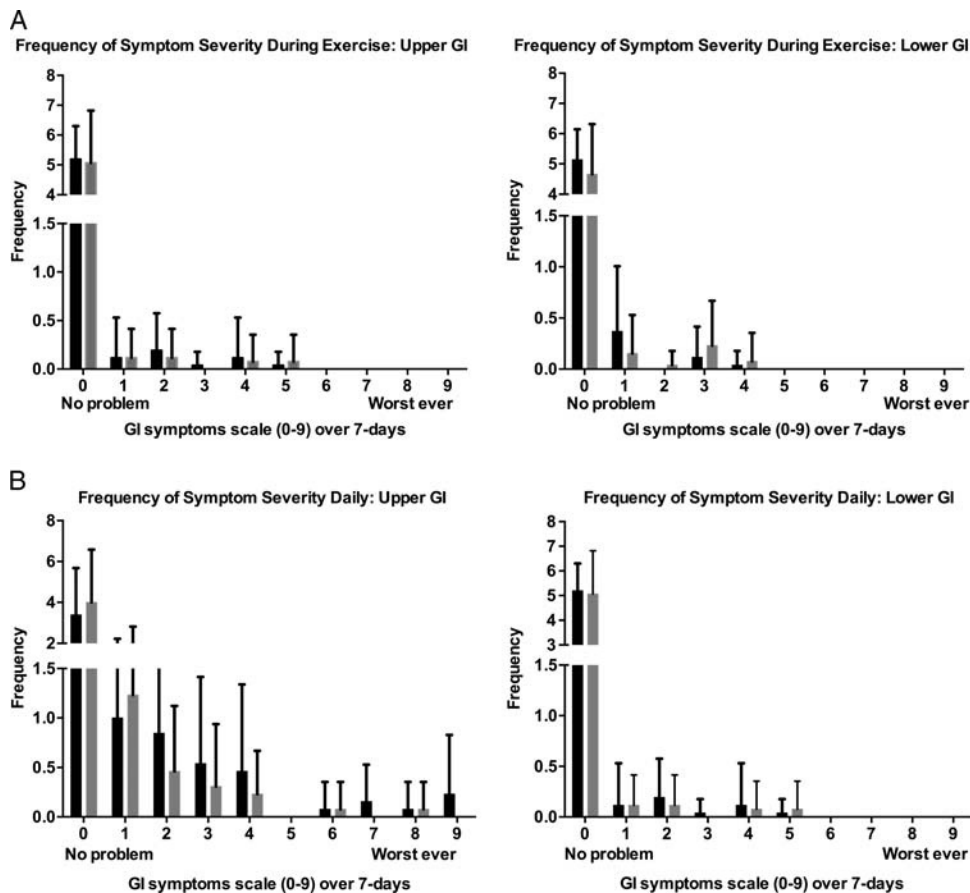 A
Frequency of Symptom Severity During Exercise: Upper GI
8
7
6
5
4
1.5
1.0
0.5
0.0
Frequency
0 1 2 3 4 5 6 7 8 9
No problem Worst ever
GI symptoms scale (0-9) over 7-days
Frequency of Symptom Severity During Exercise: Lower GI
8
7
6
5
4
1.5
1.0
0.5
0.0
Frequency
0 1 2 3 4 5 6 7 8 9
No problem Worst ever
GI symptoms scale (0-9) over 7-days
B
Frequency of Symptom Severity Daily: Upper GI
8
6
4
2
1.5
1.0
0.5
0.0
Frequency
0 1 2 3 4 5 6 7 8 9
No problem Worst ever
GI symptoms scale (0-9) over 7-days
Frequency of Symptom Severity Daily: Lower GI
8
7
6
5
4
3
1.5
1.0
0.5
0.0
Frequency
0 1 2 3 4 5 6 7 8 9
No problem Worst ever
GI symptoms scale (0-9) over 7-days